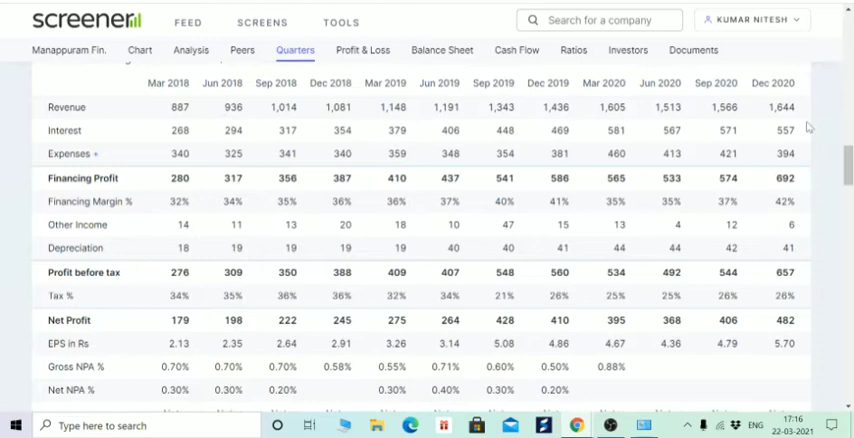 screener
FEED SCREENS TOOLS
Search for a company
KUMAR NITESH
Manappuram Fin. Chart Analysis Peers Quarters Profit & Loss Balance Sheet Cash Flow Ratios Investors Documents
Mar 2018 Jun 2018 Sep 2018 Dec 2018 Mar 2019 Jun 2019 Sep 2019 Dec 2019 Mar 2020 Jun 2020 Sep 2020 Dec 2020
Revenue 887 936 1,014 1,081 1,148 1,191 1,343 1,436 1,605 1,513 1,566 1,644
Interest 268 294 317 354 379 406 448 469 581 567 571 557
Expenses + 340 325 341 340 359 348 354 381 460 413 421 394
Financing Profit 280 317 356 387 410 437 541 586 565 533 574 692
Financing Margin % 32% 34% 35% 36% 36% 37% 40% 41% 35% 35% 37% 42%
Other Income 14 11 13 20 18 10 47 15 13 4 12 6
Depreciation 18 19 19 19 19 40 40 41 44 44 42 41
Profit before tax 276 309 350 388 409 407 548 560 534 492 544 657
Tax % 34% 35% 36% 36% 32% 34% 21% 26% 25% 25% 26% 26%
Net Profit 179 198 222 245 275 264 428 410 395 368 406 482
EPS in Rs 2.13 2.35 2.64 2.91 3.26 3.14 5.08 4.86 4.67 4.36 4.79 5.70
Gross NPA % 0.70% 0.70% 0.70% 0.58% 0.55% 0.71% 0.60% 0.50% 0.88%
Net NPA % 0.30% 0.30% 0.20% 0.30% 0.40% 0.30% 0.20%
Type here to search
ENG
17:16
22-03-2021